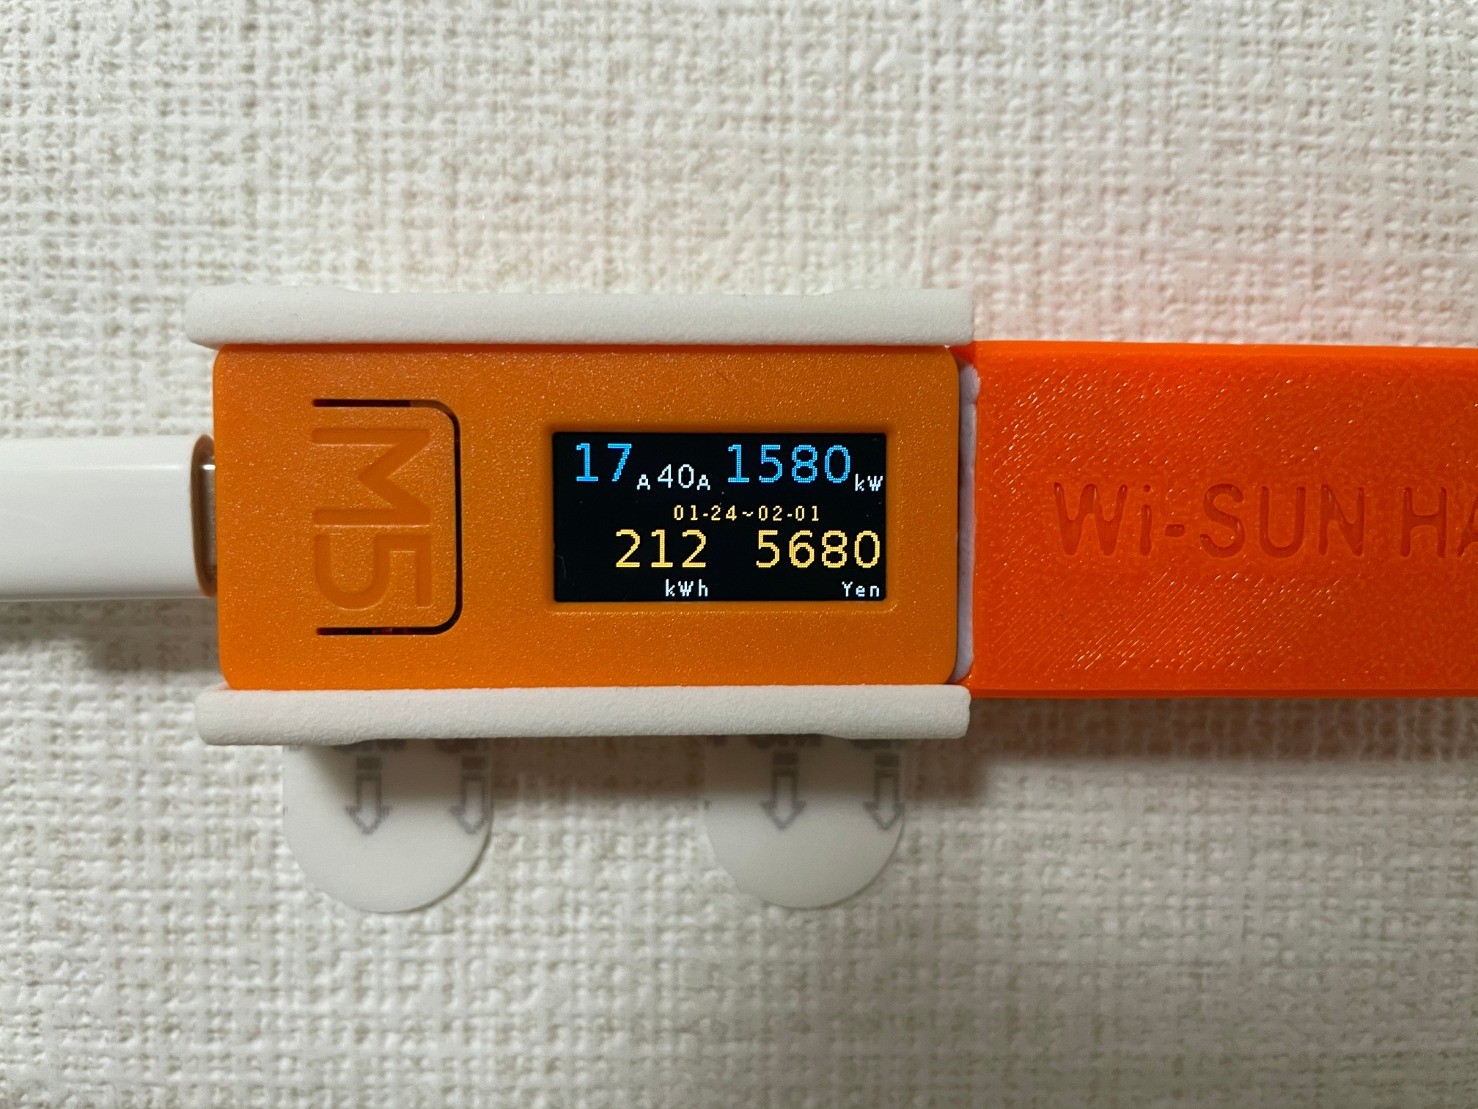 M5
17A 40A 1580kW
01-24~02-01
212 5680
kWh Yen
Wi-SUN HA